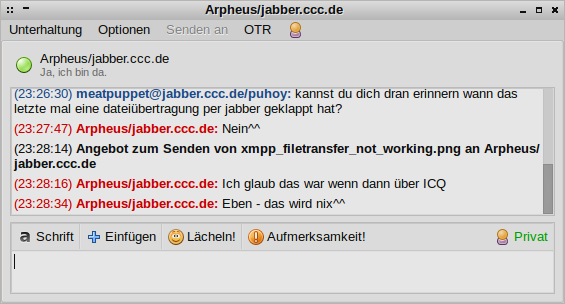 Arpheus/jabber.ccc.de
Unterhaltung Optionen Senden an OTR
Arpheus/jabber.ccc.de
Ja, ich bin da.
(23:26:30) meatpuppet@jabber.ccc.de/puhoy: kannst du dich dran erinnern wann das
letzte mal eine dateiübertragung per jabber geklappt hat?
(23:27:47) Arpheus/jabber.ccc.de: Nein^^
(23:28:14) Angebot zum Senden von xmpp_filetransfer_not_working.png an Arpheus/
jabber.ccc.de
(23:28:16) Arpheus/jabber.ccc.de: Ich glaub das war wenn dann über ICQ
(23:28:34) Arpheus/jabber.ccc.de: Eben - das wird nix^^
a Schrift Einfügen Lächeln! Aufmerksamkeit! Privat